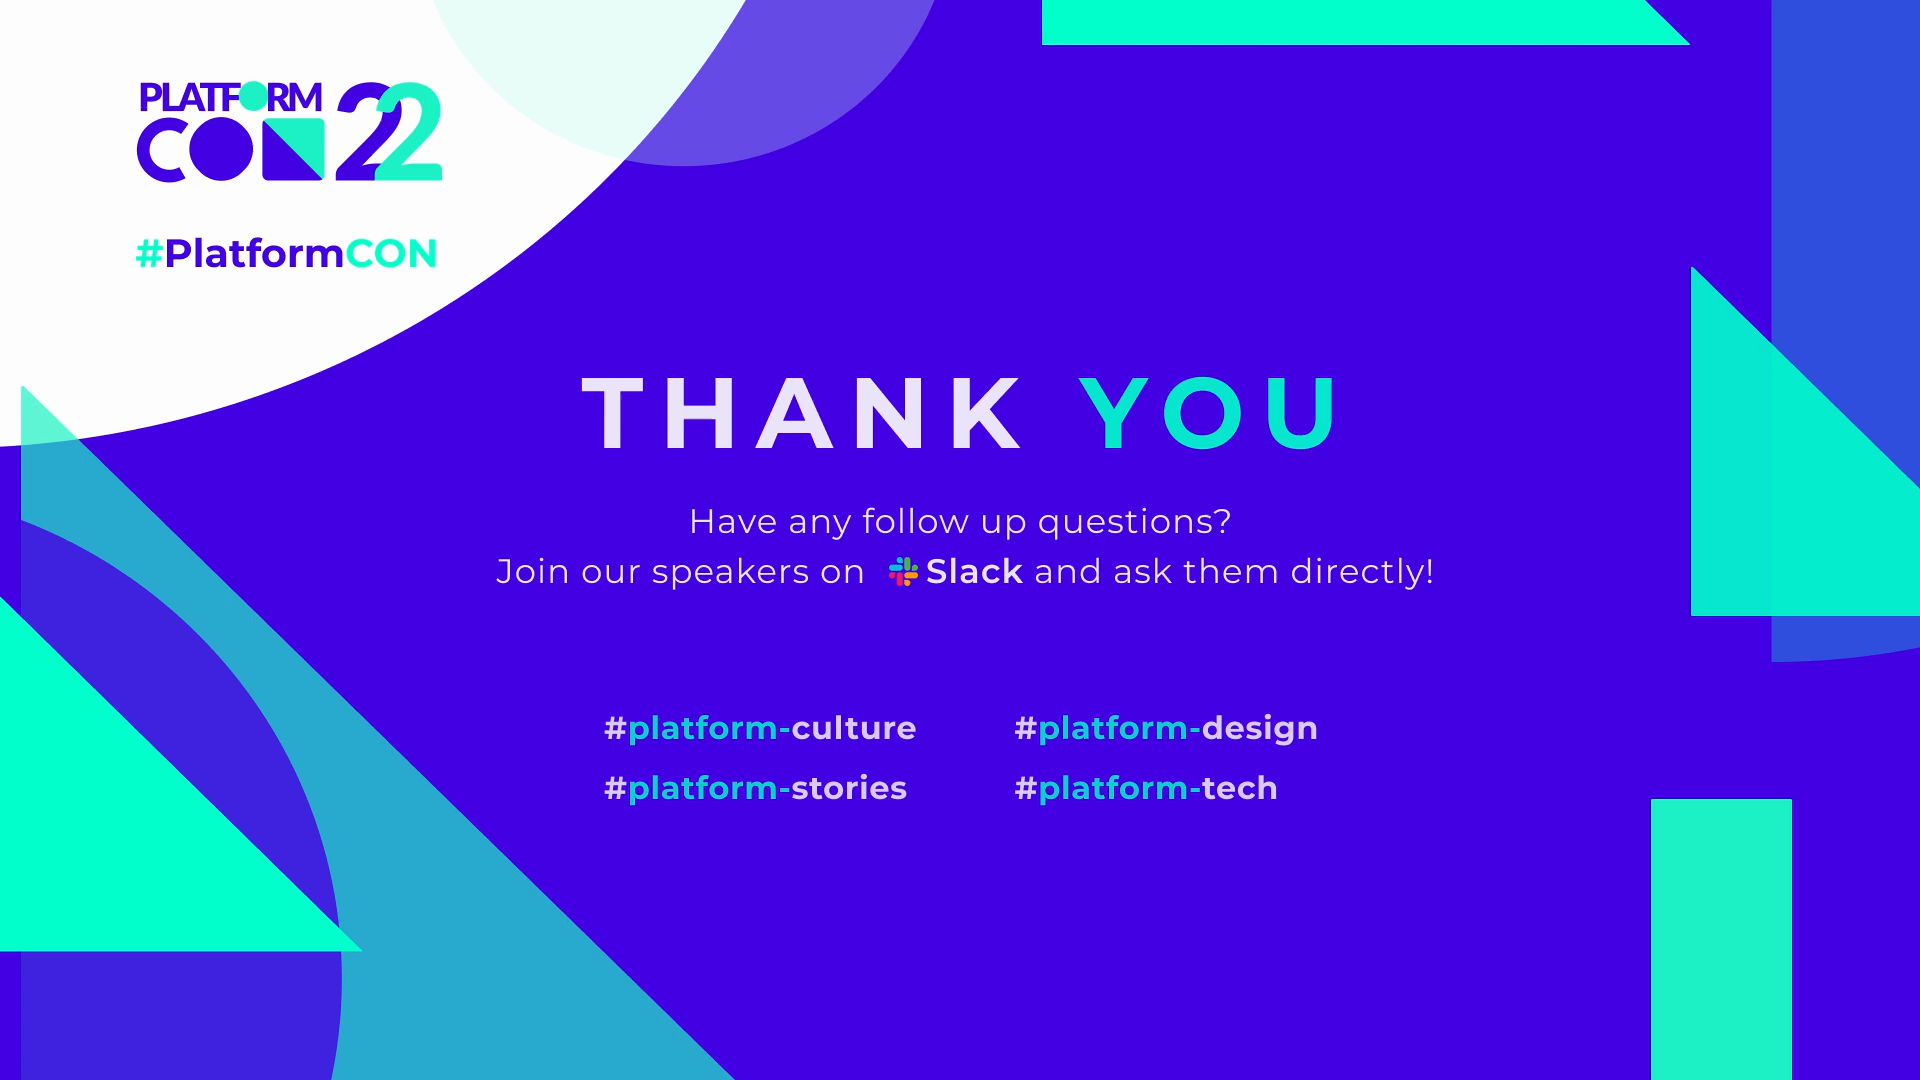 PLATFORM
CON 22
#PlatformCON
THANK YOU
Have any follow up questions?
Join our speakers on Slack and ask them directly!
#platform-culture
#platform-design
#platform-stories
#platform-tech